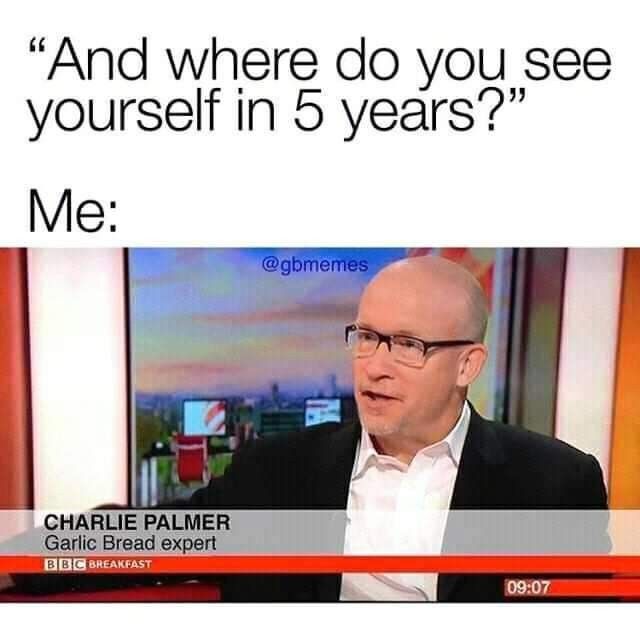 “And where do you see
yourself in 5 years?”
Me:
@gbmemes
CHARLIE PALMER
Garlic Bread expert
BBC BREAKFAST
09:07